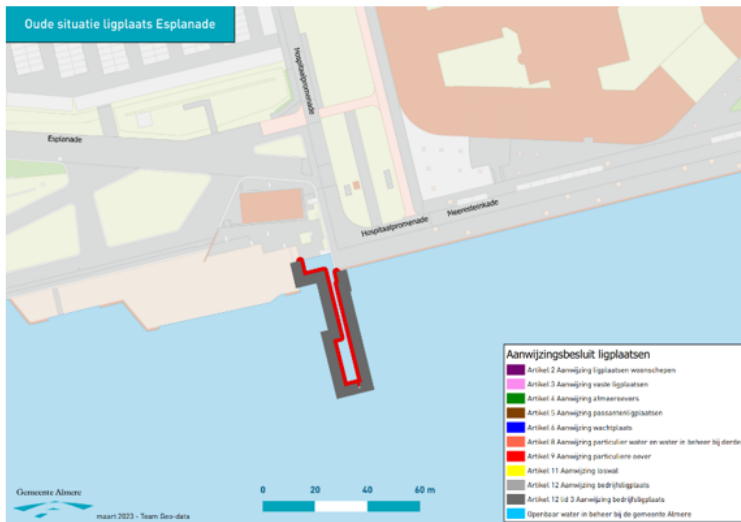 Oude situatie ligplaats Esplanade
Hospitaalpromenade
Esplanade
Hospitaalpromenade
Meeresteinkade
Aanwijzingsbesluit ligplaatsen
Artikel 2 Aanwijzing ligplaatsen woonschepen
Artikel 3 Aanwijzing vaste ligplaatsen
Artikel 4 Aanwijzing afmeeroevers
Artikel 5 Aanwijzing passantenligplaatsen
Artikel 6 Aanwijzing wachtplaats
Artikel 8 Aanwijzing particulier water en water in beheer bij derde
Artikel 9 Aanwijzing particuliere oever
Artikel 11 Aanwijzing loswal
Artikel 12 Aanwijzing bedrijfsligplaats
Artikel 12 lid 3 Aanwijzing bedrijfsligplaats
Openbaar water in beheer bij de gemeente Almere
Gemeente Almere
maart 2023 - Team Geo-data
0 20 40 60 m